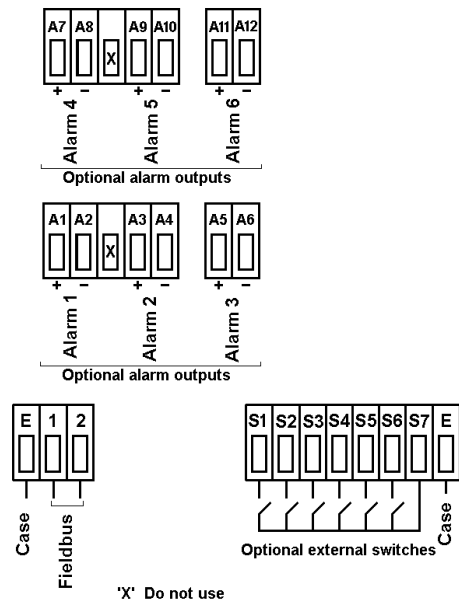 A7 A8 X A9 A10 A11 A12
+ − + − + −
Alarm 4 Alarm 5 Alarm 6
Optional alarm outputs
A1 A2 X A3 A4 A5 A6
+ − + − + −
Alarm 1 Alarm 2 Alarm 3
Optional alarm outputs
E 1 2
Case Fieldbus
S1 S2 S3 S4 S5 S6 S7 E
Case
Optional external switches
'X' Do not use